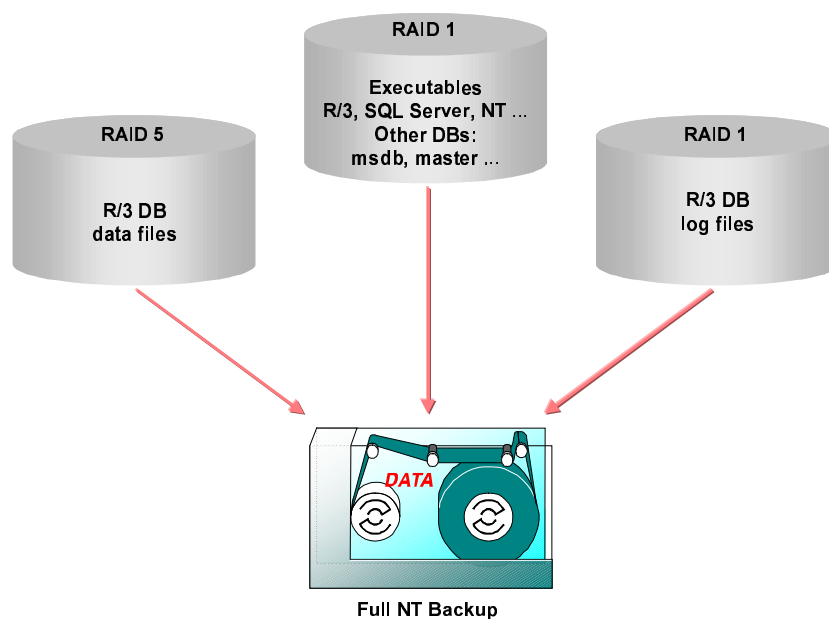 RAID 1
Executables
R/3, SQL Server, NT ...
Other DBs:
msdb, master ...
RAID 5
R/3 DB
data files
RAID 1
R/3 DB
log files
DATA
Full NT Backup